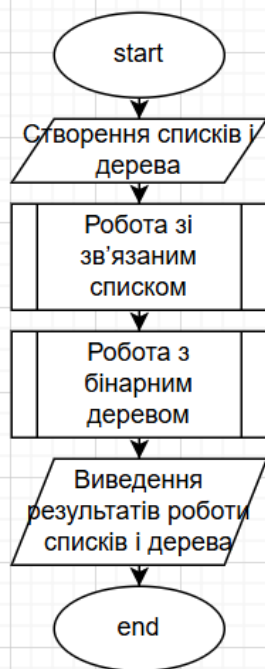 start
Створення списків і
дерева
Робота зі
зв’язаним
списком
Робота з
бінарним
деревом
Виведення
результатів роботи
списків і дерева
end